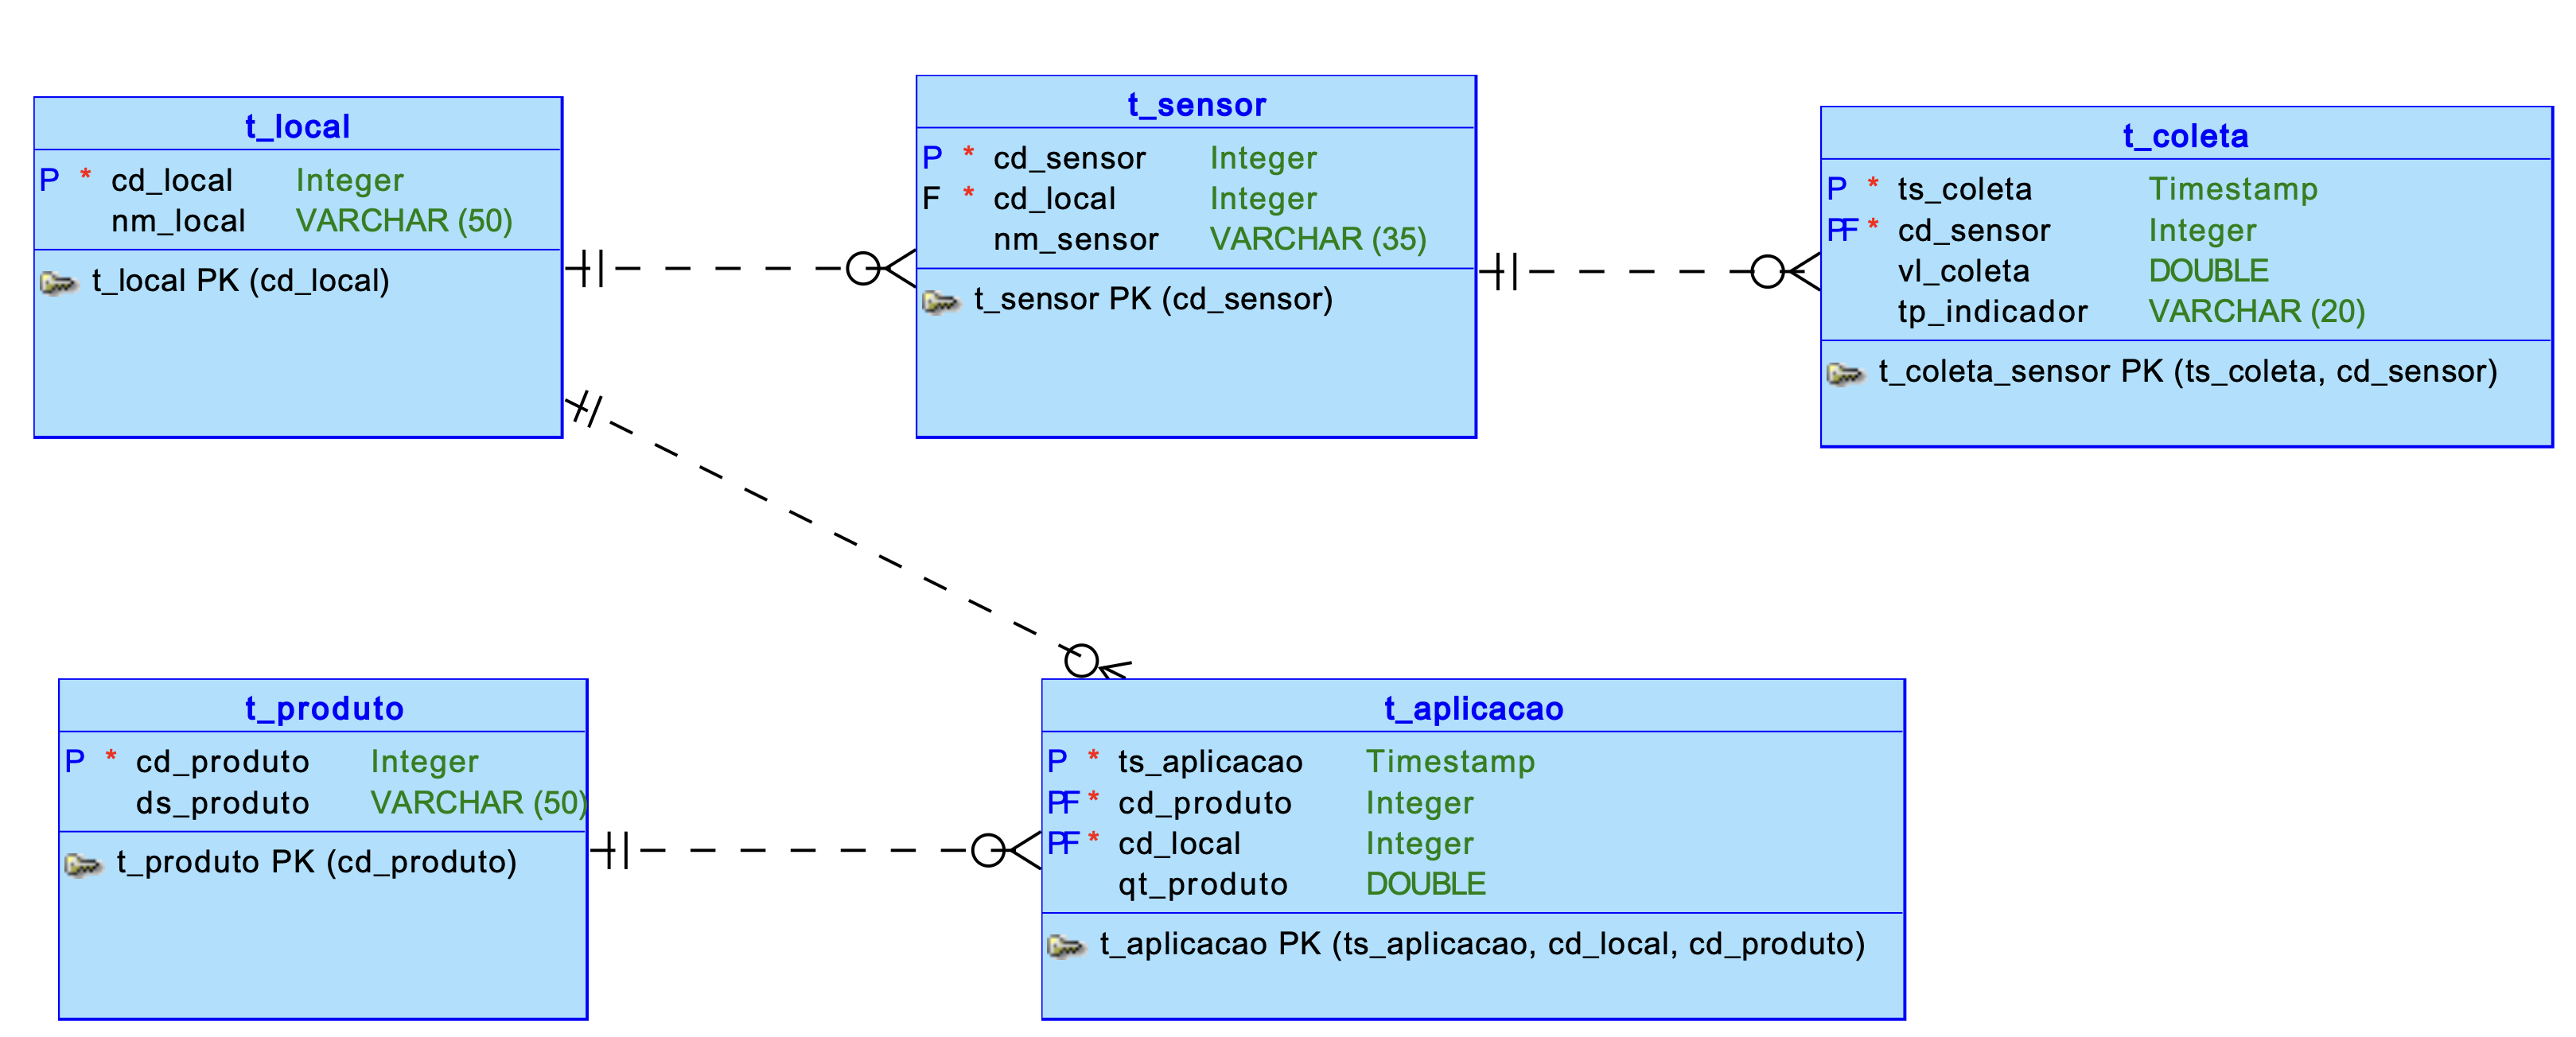 t_local
P * cd_local Integer
nm_local VARCHAR (50)
t_local PK (cd_local)
t_sensor
P * cd_sensor Integer
F * cd_local Integer
nm_sensor VARCHAR (35)
t_sensor PK (cd_sensor)
t_coleta
P * ts_coleta Timestamp
PF * cd_sensor Integer
vl_coleta DOUBLE
tp_indicador VARCHAR (20)
t_coleta_sensor PK (ts_coleta, cd_sensor)
t_produto
P * cd_produto Integer
ds_produto VARCHAR (50)
t_produto PK (cd_produto)
t_aplicacao
P * ts_aplicacao Timestamp
PF * cd_produto Integer
PF * cd_local Integer
qt_produto DOUBLE
t_aplicacao PK (ts_aplicacao, cd_local, cd_produto)